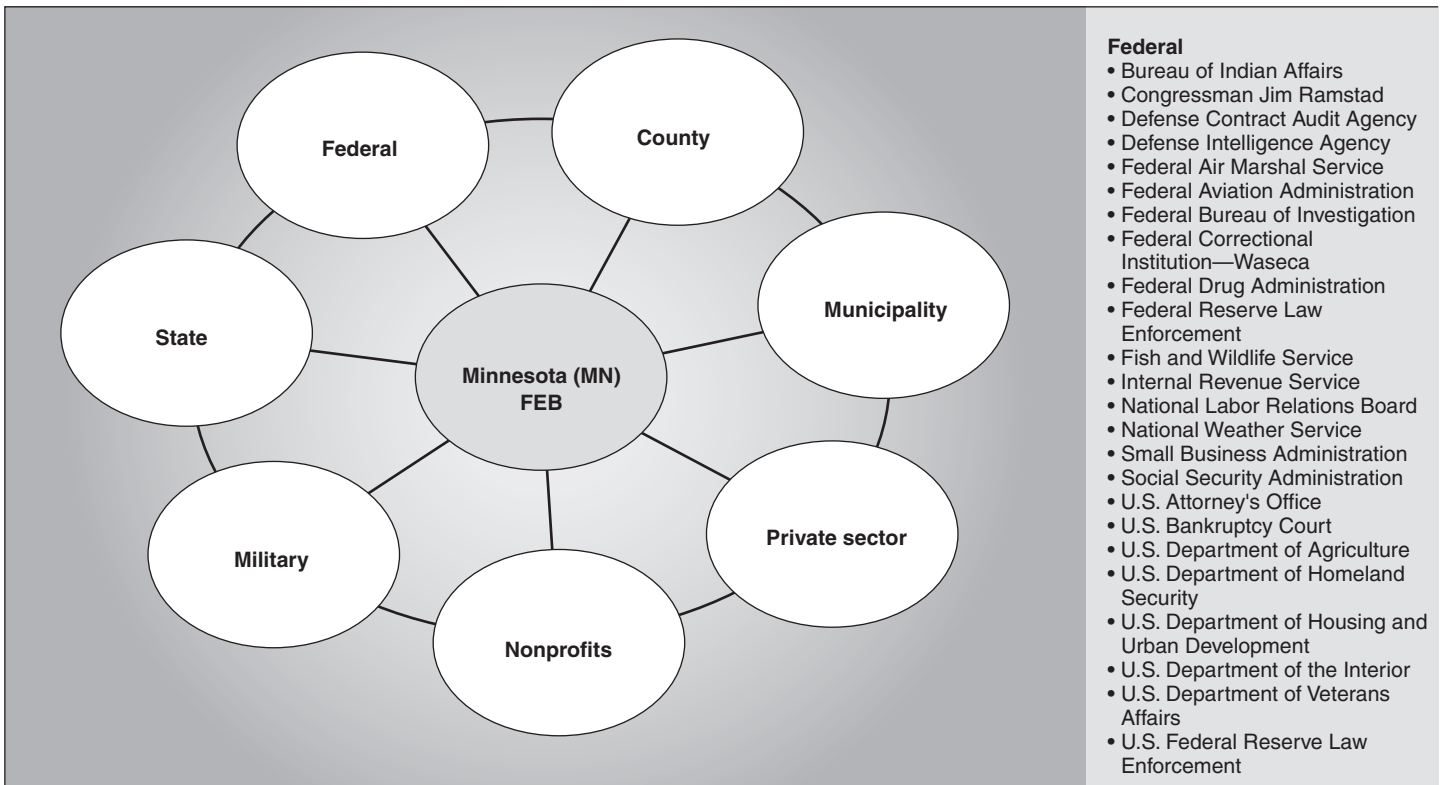 Federal
County
Municipality
State
Minnesota (MN)
FEB
Private sector
Military
Nonprofits
Federal
• Bureau of Indian Affairs
• Congressman Jim Ramstad
• Defense Contract Audit Agency
• Defense Intelligence Agency
• Federal Air Marshal Service
• Federal Aviation Administration
• Federal Bureau of Investigation
• Federal Correctional
Institution—Waseca
• Federal Drug Administration
• Federal Reserve Law
Enforcement
• Fish and Wildlife Service
• Internal Revenue Service
• National Labor Relations Board
• National Weather Service
• Small Business Administration
• Social Security Administration
• U.S. Attorney's Office
• U.S. Bankruptcy Court
• U.S. Department of Agriculture
• U.S. Department of Homeland
Security
• U.S. Department of Housing and
Urban Development
• U.S. Department of the Interior
• U.S. Department of Veterans
Affairs
• U.S. Federal Reserve Law
Enforcement